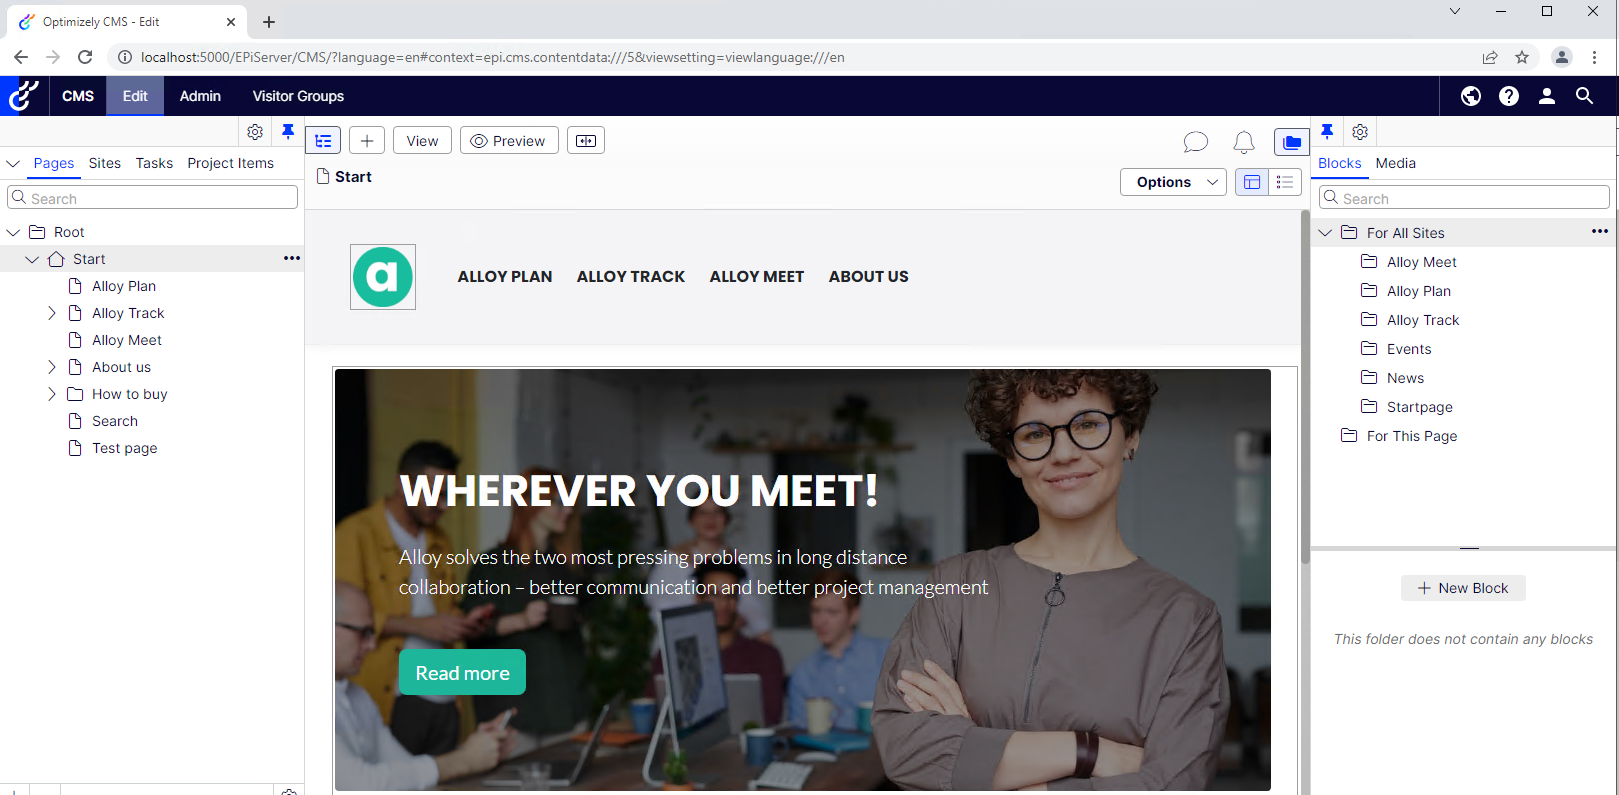 Optimizely CMS - Edit
localhost:5000/EPiServer/CMS/?language=en#context=epi.cms.contentdata:///5&viewsetting=viewlanguage:///en
CMS Edit Admin Visitor Groups
View Preview
Pages Sites Tasks Project Items
Search
Root
Start
Alloy Plan
Alloy Track
Alloy Meet
About us
How to buy
Search
Test page
Start
Options
a
ALLOY PLAN ALLOY TRACK ALLOY MEET ABOUT US
WHEREVER YOU MEET!
Alloy solves the two most pressing problems in long distance
collaboration – better communication and better project management
Read more
Blocks Media
Search
For All Sites
Alloy Meet
Alloy Plan
Alloy Track
Events
News
Startpage
For This Page
New Block
This folder does not contain any blocks